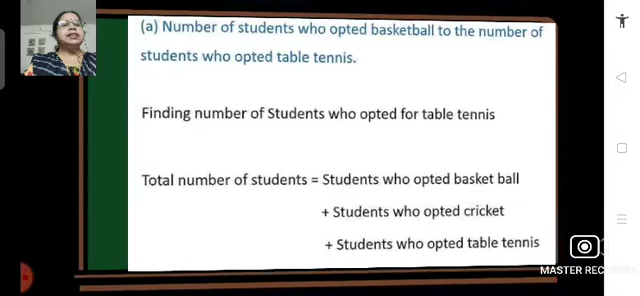 (a) Number of students who opted basketball to the number of
students who opted table tennis.
Finding number of Students who opted for table tennis
Total number of students = Students who opted basket ball
+ Students who opted cricket
+ Students who opted table tennis